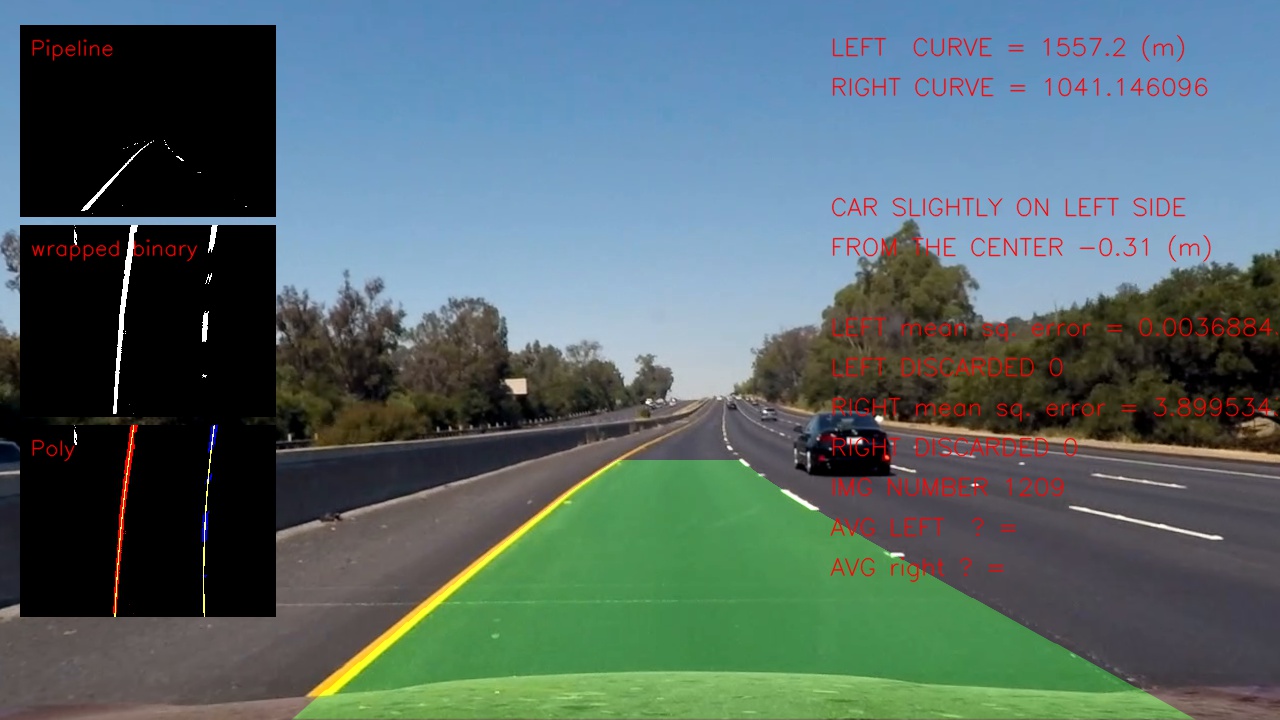 Pipeline
wrapped binary
Poly
LEFT CURVE = 1557.2 (m)
RIGHT CURVE = 1041.146096
CAR SLIGHTLY ON LEFT SIDE
FROM THE CENTER -0.31 (m)
LEFT mean sq. error = 0.0036884
LEFT DISCARDED 0
RIGHT mean sq. error = 3.899534
RIGHT DISCARDED 0
IMG NUMBER 1209
AVG LEFT ? =
AVG right ? =